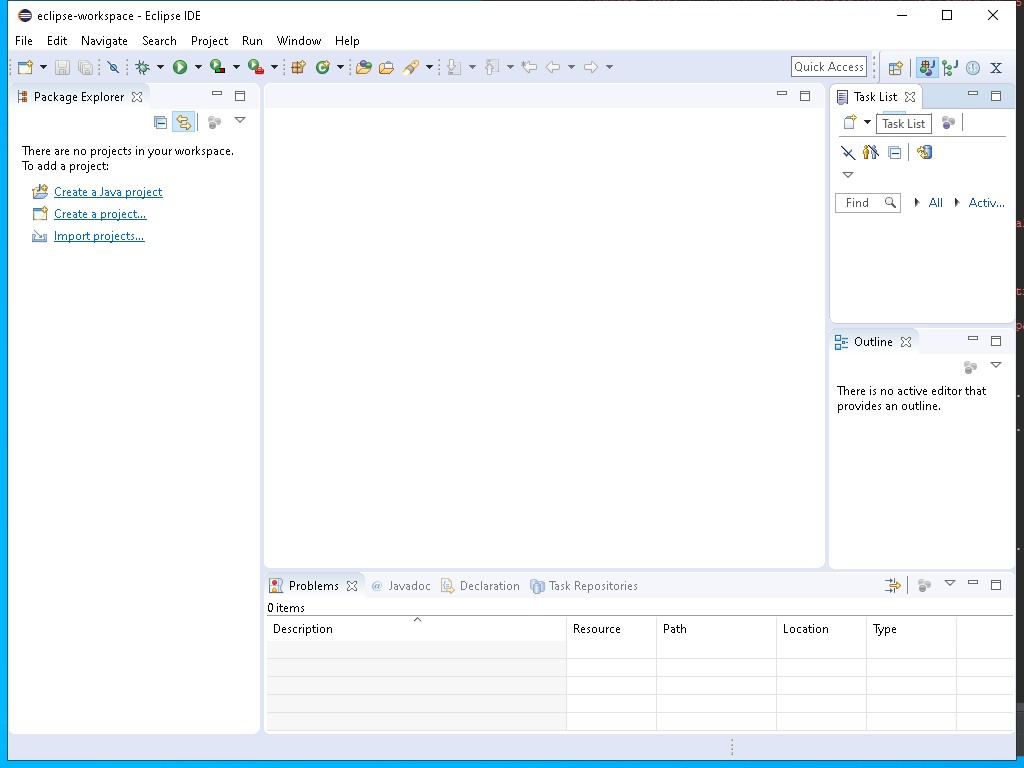 eclipse-workspace - Eclipse IDE
File Edit Navigate Search Project Run Window Help
Quick Access
Package Explorer
There are no projects in your workspace.
To add a project:
Create a Java project
Create a project...
Import projects...
Task List
Task List
Find
All
Activ...
Outline
There is no active editor that
provides an outline.
Problems @ Javadoc Declaration Task Repositories
0 items
Description Resource Path Location Type